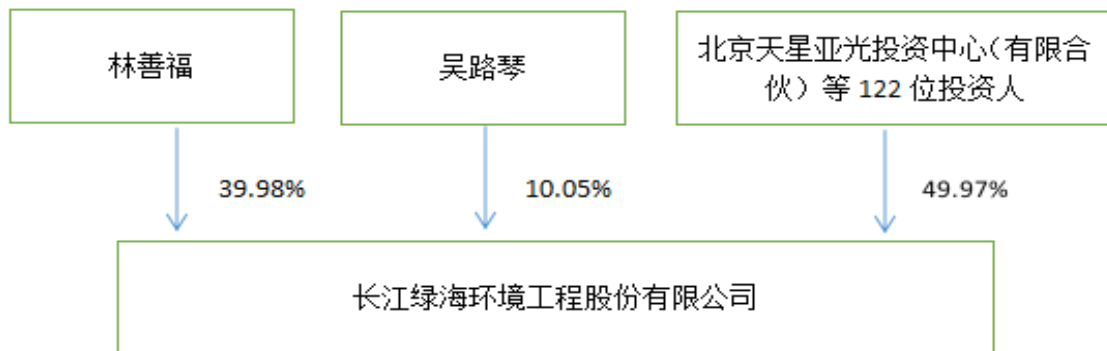 林善福
吴路琴
北京天星亚光投资中心（有限合
伙）等 122 位投资人
39.98%
10.05%
49.97%
长江绿海环境工程股份有限公司